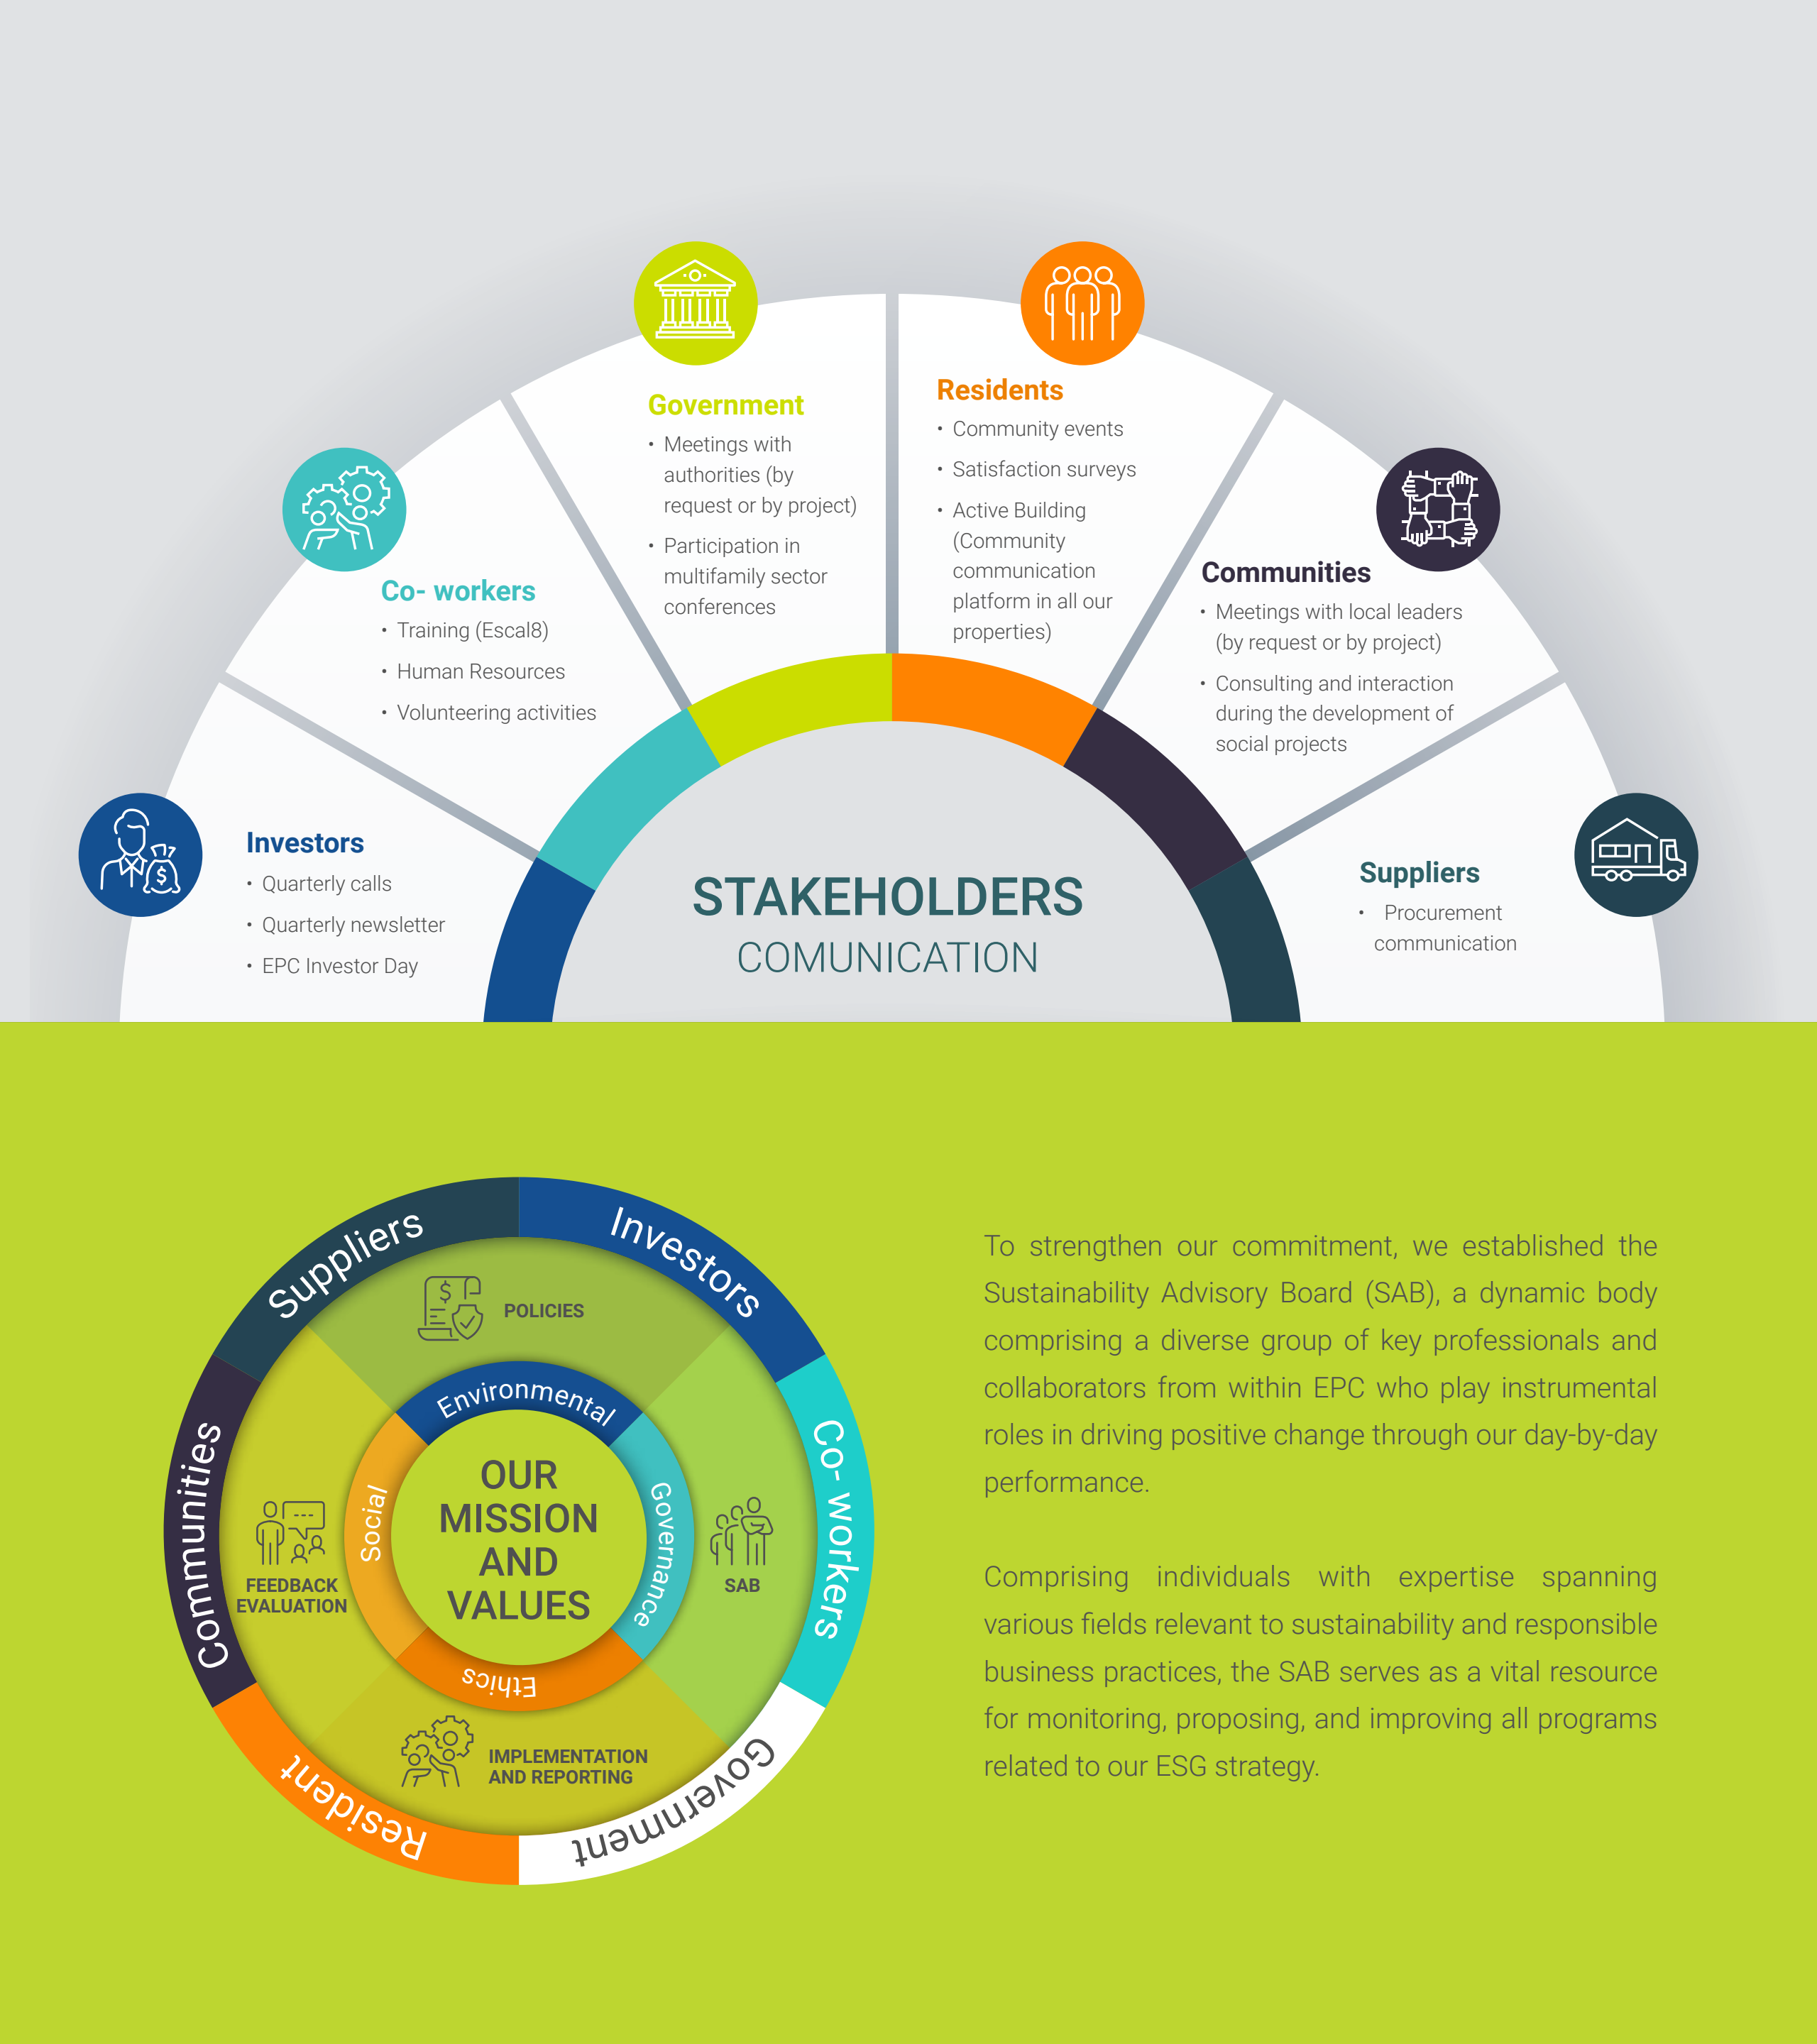 Government
• Meetings with
authorities (by
request or by project)
• Participation in
multifamily sector
conferences
Residents
• Community events
• Satisfaction surveys
• Active Building
(Community
communication
platform in all our
properties)
Co- workers
• Training (Escal8)
• Human Resources
• Volunteering activities
Communities
• Meetings with local leaders
(by request or by project)
• Consulting and interaction
during the development of
social projects
Investors
• Quarterly calls
• Quarterly newsletter
• EPC Investor Day
STAKEHOLDERS
COMUNICATION
Suppliers
• Procurement
communication
Suppliers
Investors
Co- workers
Government
Resident
Communities
POLICIES
SAB
IMPLEMENTATION
AND REPORTING
FEEDBACK
EVALUATION
Environmental
Governance
Ethics
Social
OUR
MISSION
AND
VALUES
To strengthen our commitment, we established the
Sustainability Advisory Board (SAB), a dynamic body
comprising a diverse group of key professionals and
collaborators from within EPC who play instrumental
roles in driving positive change through our day-by-day
performance.
Comprising individuals with expertise spanning
various fields relevant to sustainability and responsible
business practices, the SAB serves as a vital resource
for monitoring, proposing, and improving all programs
related to our ESG strategy.